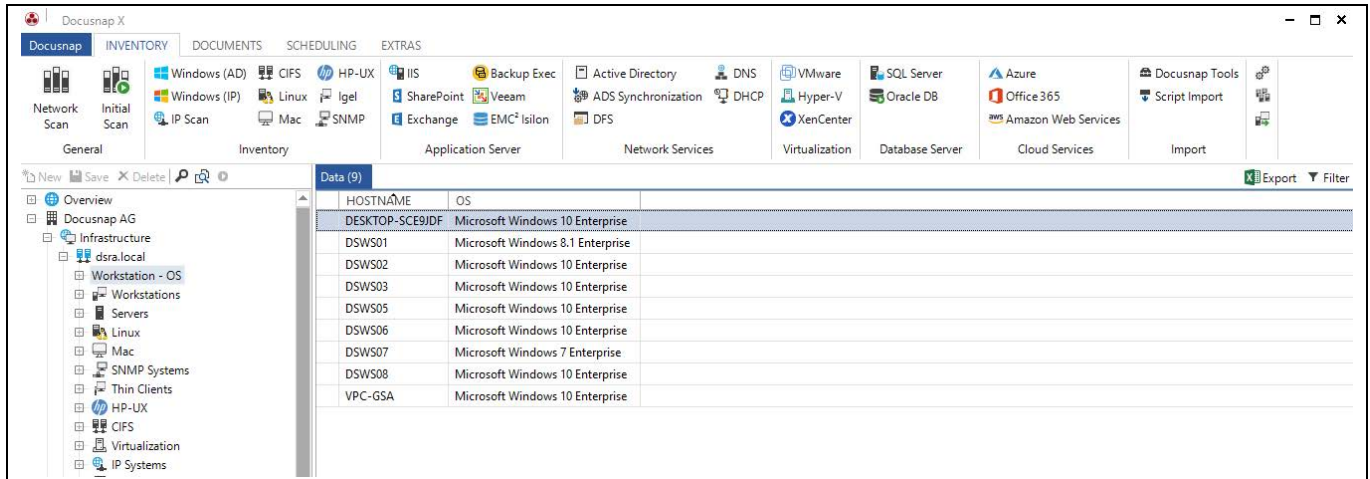 Docusnap X
Docusnap INVENTORY DOCUMENTS SCHEDULING EXTRAS
Windows (AD) CIFS HP-UX IIS Backup Exec Active Directory DNS VMware SQL Server Azure Docusnap Tools
Network Scan Initial Scan Windows (IP) Linux Igel SharePoint Veeam ADS Synchronization DHCP Hyper-V Oracle DB Office 365 Script Import
IP Scan Mac SNMP Exchange EMC² Isilon DFS XenCenter aws Amazon Web Services
General Inventory Application Server Network Services Virtualization Database Server Cloud Services Import
New Save Delete Data (9) Export Filter
Overview
Docusnap AG
Infrastructure
dsra.local
Workstation - OS
Workstations
Servers
Linux
Mac
SNMP Systems
Thin Clients
hp HP-UX
CIFS
Virtualization
IP Systems
HOSTNAME OS
DESKTOP-SCE9JDF Microsoft Windows 10 Enterprise
DSWS01 Microsoft Windows 8.1 Enterprise
DSWS02 Microsoft Windows 10 Enterprise
DSWS03 Microsoft Windows 10 Enterprise
DSWS05 Microsoft Windows 10 Enterprise
DSWS06 Microsoft Windows 10 Enterprise
DSWS07 Microsoft Windows 7 Enterprise
DSWS08 Microsoft Windows 10 Enterprise
VPC-GSA Microsoft Windows 10 Enterprise